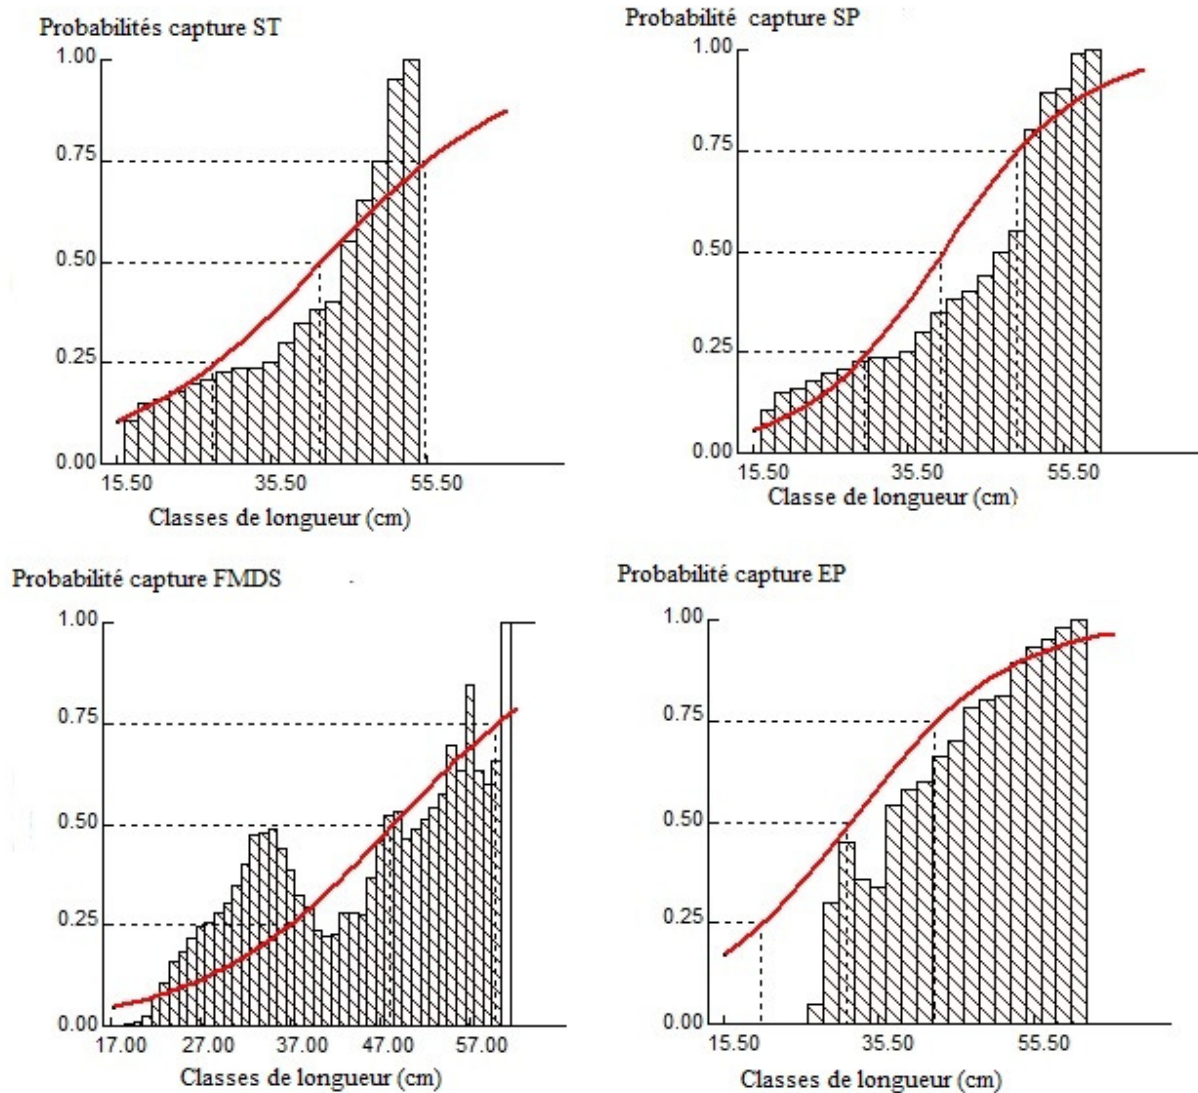 Probabilités capture ST
1.00
0.75
0.50
0.25
0.00
15.50 35.50 55.50
Classes de longueur (cm)
Probabilité capture SP
1.00
0.75
0.50
0.25
0.00
15.50 35.50 55.50
Classe de longueur (cm)
Probabilité capture FMDS
1.00
0.75
0.50
0.25
0.00
17.00 27.00 37.00 47.00 57.00
Classes de longueur (cm)
Probabilité capture EP
1.00
0.75
0.50
0.25
0.00
15.50 35.50 55.50
Classes de longueur (cm)